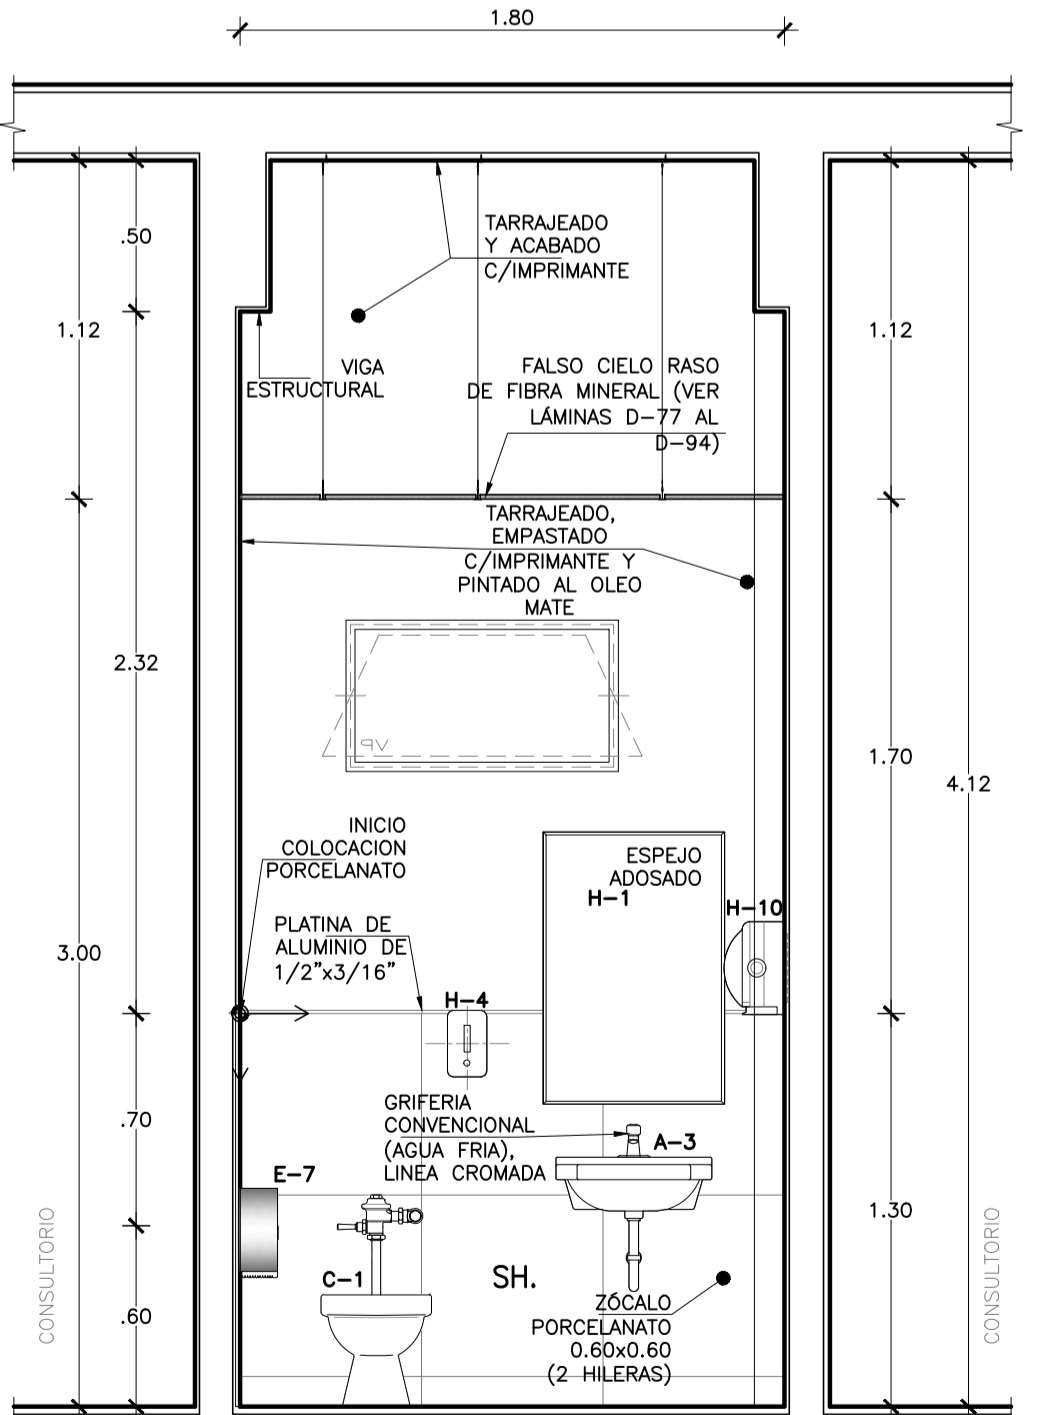 1.80
.50
1.12
2.32
3.00
.70
.60
1.12
1.70
4.12
1.30
TARRAJEADO
Y ACABADO
C/IMPRIMANTE
VIGA
ESTRUCTURAL
FALSO CIELO RASO
DE FIBRA MINERAL (VER
LÁMINAS D-77 AL
D-94)
TARRAJEADO,
EMPASTADO
C/IMPRIMANTE Y
PINTADO AL OLEO
MATE
VP
INICIO
COLOCACION
PORCELANATO
ESPEJO
ADOSADO
H-1
H-10
PLATINA DE
ALUMINIO DE
1/2"x3/16"
H-4
GRIFERIA
CONVENCIONAL
(AGUA FRIA),
LINEA CROMADA
A-3
E-7
C-1
SH.
ZÓCALO
PORCELANATO
0.60x0.60
(2 HILERAS)
CONSULTORIO
CONSULTORIO